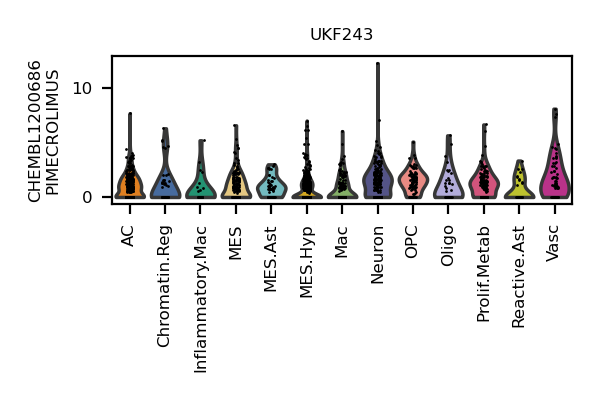 UKF243
CHEMBL1200686
PIMECROLIMUS
10
0
AC
Chromatin.Reg
Inflammatory.Mac
MES
MES.Ast
MES.Hyp
Mac
Neuron
OPC
Oligo
Prolif.Metab
Reactive.Ast
Vasc